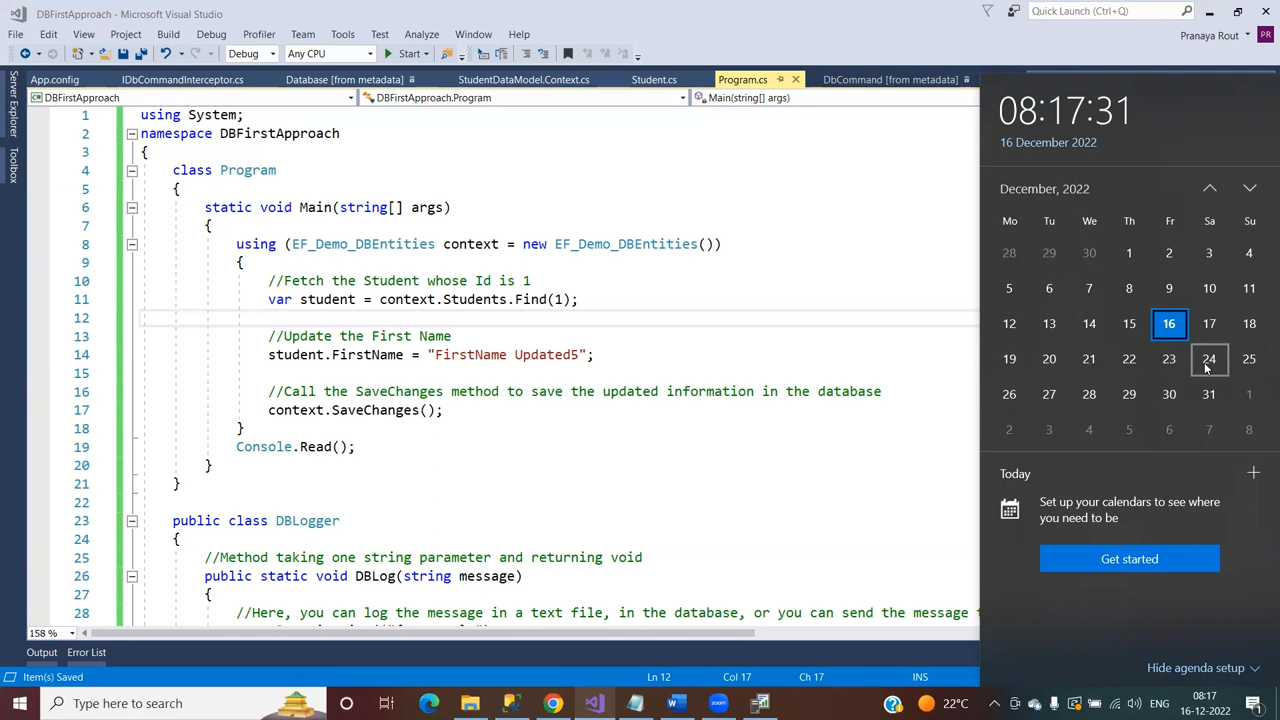 DBFirstApproach - Microsoft Visual Studio
Quick Launch (Ctrl+Q)
File Edit View Project Build Debug Profiler Team Tools Test Analyze Window Help
Pranaya Rout PR
Debug Any CPU Start
App.config IDbCommandInterceptor.cs Database [from metadata] StudentDataModel.Context.cs Student.cs Program.cs DbCommand [from metadata]
DBFirstApproach DBFirstApproach.Program Main(string[] args)
Server Explorer
Toolbox
1 using System;
2 namespace DBFirstApproach
3 {
4 class Program
5 {
6 static void Main(string[] args)
7 {
8 using (EF_Demo_DBEntities context = new EF_Demo_DBEntities())
9 {
10 //Fetch the Student whose Id is 1
11 var student = context.Students.Find(1);
12
13 //Update the First Name
14 student.FirstName = "FirstName Updated5";
15
16 //Call the SaveChanges method to save the updated information in the database
17 context.SaveChanges();
18 }
19 Console.Read();
20 }
21 }
22
23 public class DBLogger
24 {
25 //Method taking one string parameter and returning void
26 public static void DBLog(string message)
27 {
28 //Here, you can log the message in a text file, in the database, or you can send the message t
158 %
Output Error List
Item(s) Saved Ln 12 Col 17 Ch 17 INS
08:17:31
16 December 2022
December, 2022
Mo Tu We Th Fr Sa Su
28 29 30 1 2 3 4
5 6 7 8 9 10 11
12 13 14 15 16 17 18
19 20 21 22 23 24 25
26 27 28 29 30 31 1
2 3 4 5 6 7 8
Today
Set up your calendars to see where
you need to be
Get started
Hide agenda setup
Type here to search
zoom
22°C
ENG
08:17
16-12-2022
1